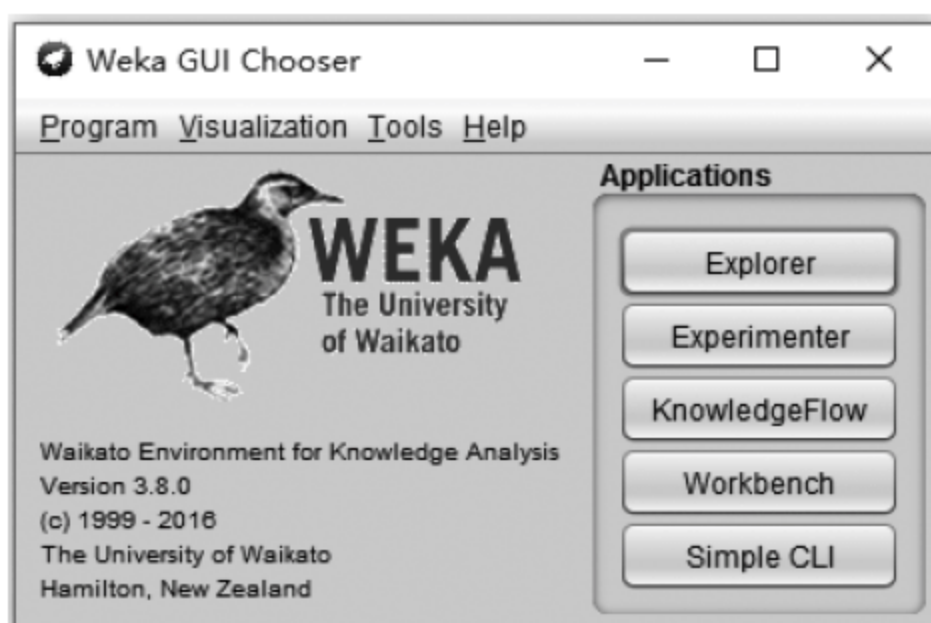 Weka GUI Chooser
Program Visualization Tools Help
WEKA
The University
of Waikato
Waikato Environment for Knowledge Analysis
Version 3.8.0
(c) 1999 - 2016
The University of Waikato
Hamilton, New Zealand
Applications
Explorer
Experimenter
KnowledgeFlow
Workbench
Simple CLI